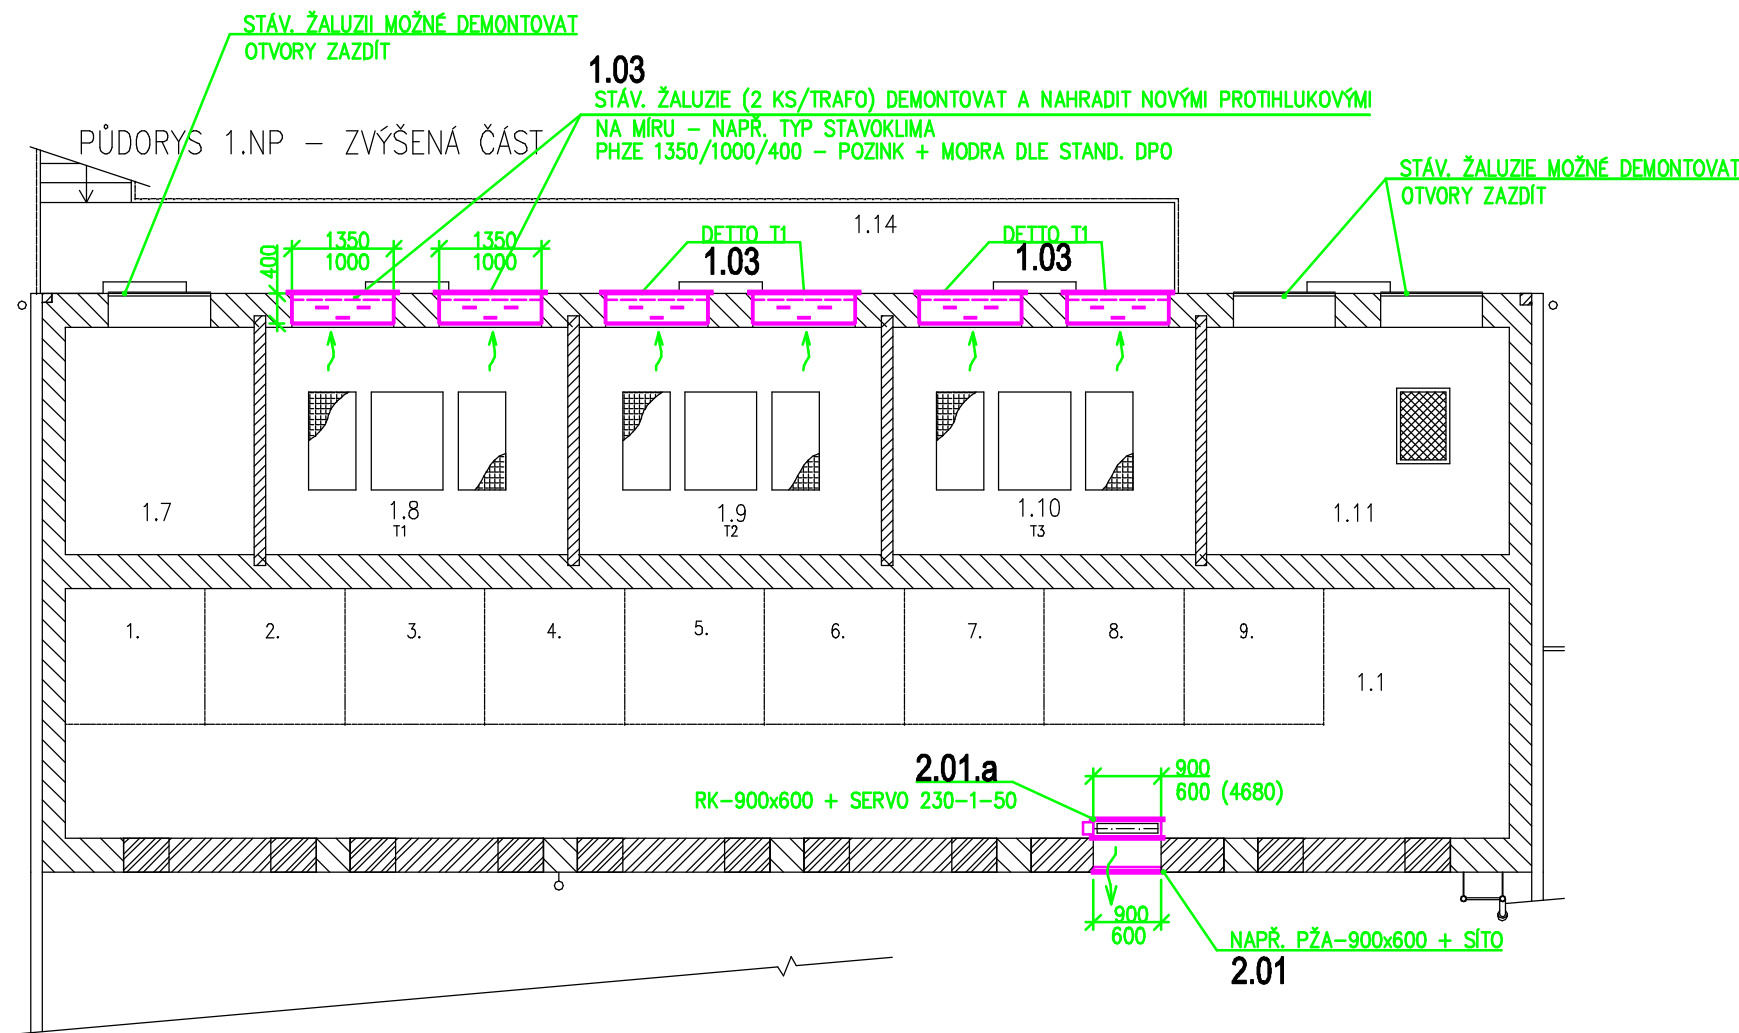 STÁV. ŽALUZII MOŽNÉ DEMONTOVAT
OTVORY ZAZDÍT
1.03
STÁV. ŽALUZIE (2 KS/TRAFO) DEMONTOVAT A NAHRADIT NOVÝMI PROTIHLUKOVÝMI
NA MÍRU – NAPŘ. TYP STAVOKLIMA
PHZE 1350/1000/400 – POZINK + MODRA DLE STAND. DPO
PŮDORYS 1.NP – ZVÝŠENÁ ČÁST
STÁV. ŽALUZIE MOŽNÉ DEMONTOVAT
OTVORY ZAZDÍT
1.14
1350
1000
400
1350
1000
DETTO T1
1.03
DETTO T1
1.03
1.7
1.8
T1
1.9
T2
1.10
T3
1.11
1.
2.
3.
4.
5.
6.
7.
8.
9.
1.1
2.01.a
RK–900x600 + SERVO 230–1–50
900
600 (4680)
900
600
NAPŘ. PŽA–900x600 + SÍTO
2.01